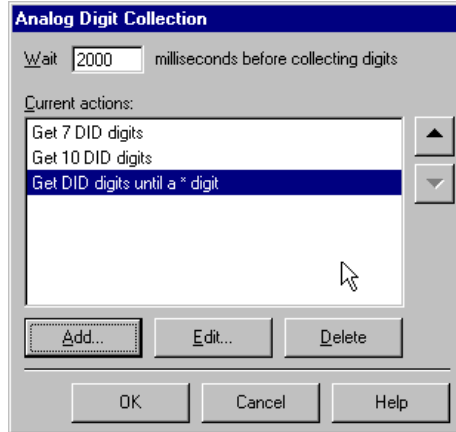 Analog Digit Collection
Wait 2000 milliseconds before collecting digits
Current actions:
Get 7 DID digits
Get 10 DID digits
Get DID digits until a * digit
Add... Edit... Delete
OK Cancel Help